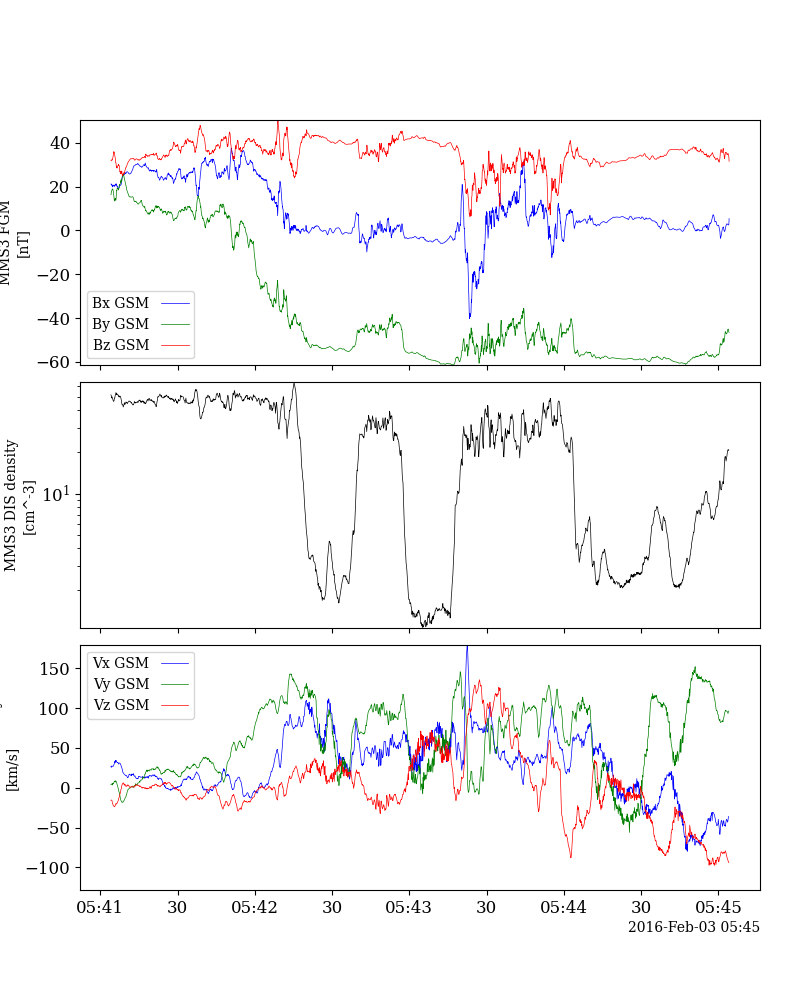 40
20
0
−20
−40
−60
MMS3 FGM
[nT]
Bx GSM
By GSM
Bz GSM
10^1
MMS3 DIS density
[cm^-3]
150
100
50
0
−50
−100
[km/s]
Vx GSM
Vy GSM
Vz GSM
05:41 30 05:42 30 05:43 30 05:44 30 05:45
2016-Feb-03 05:45